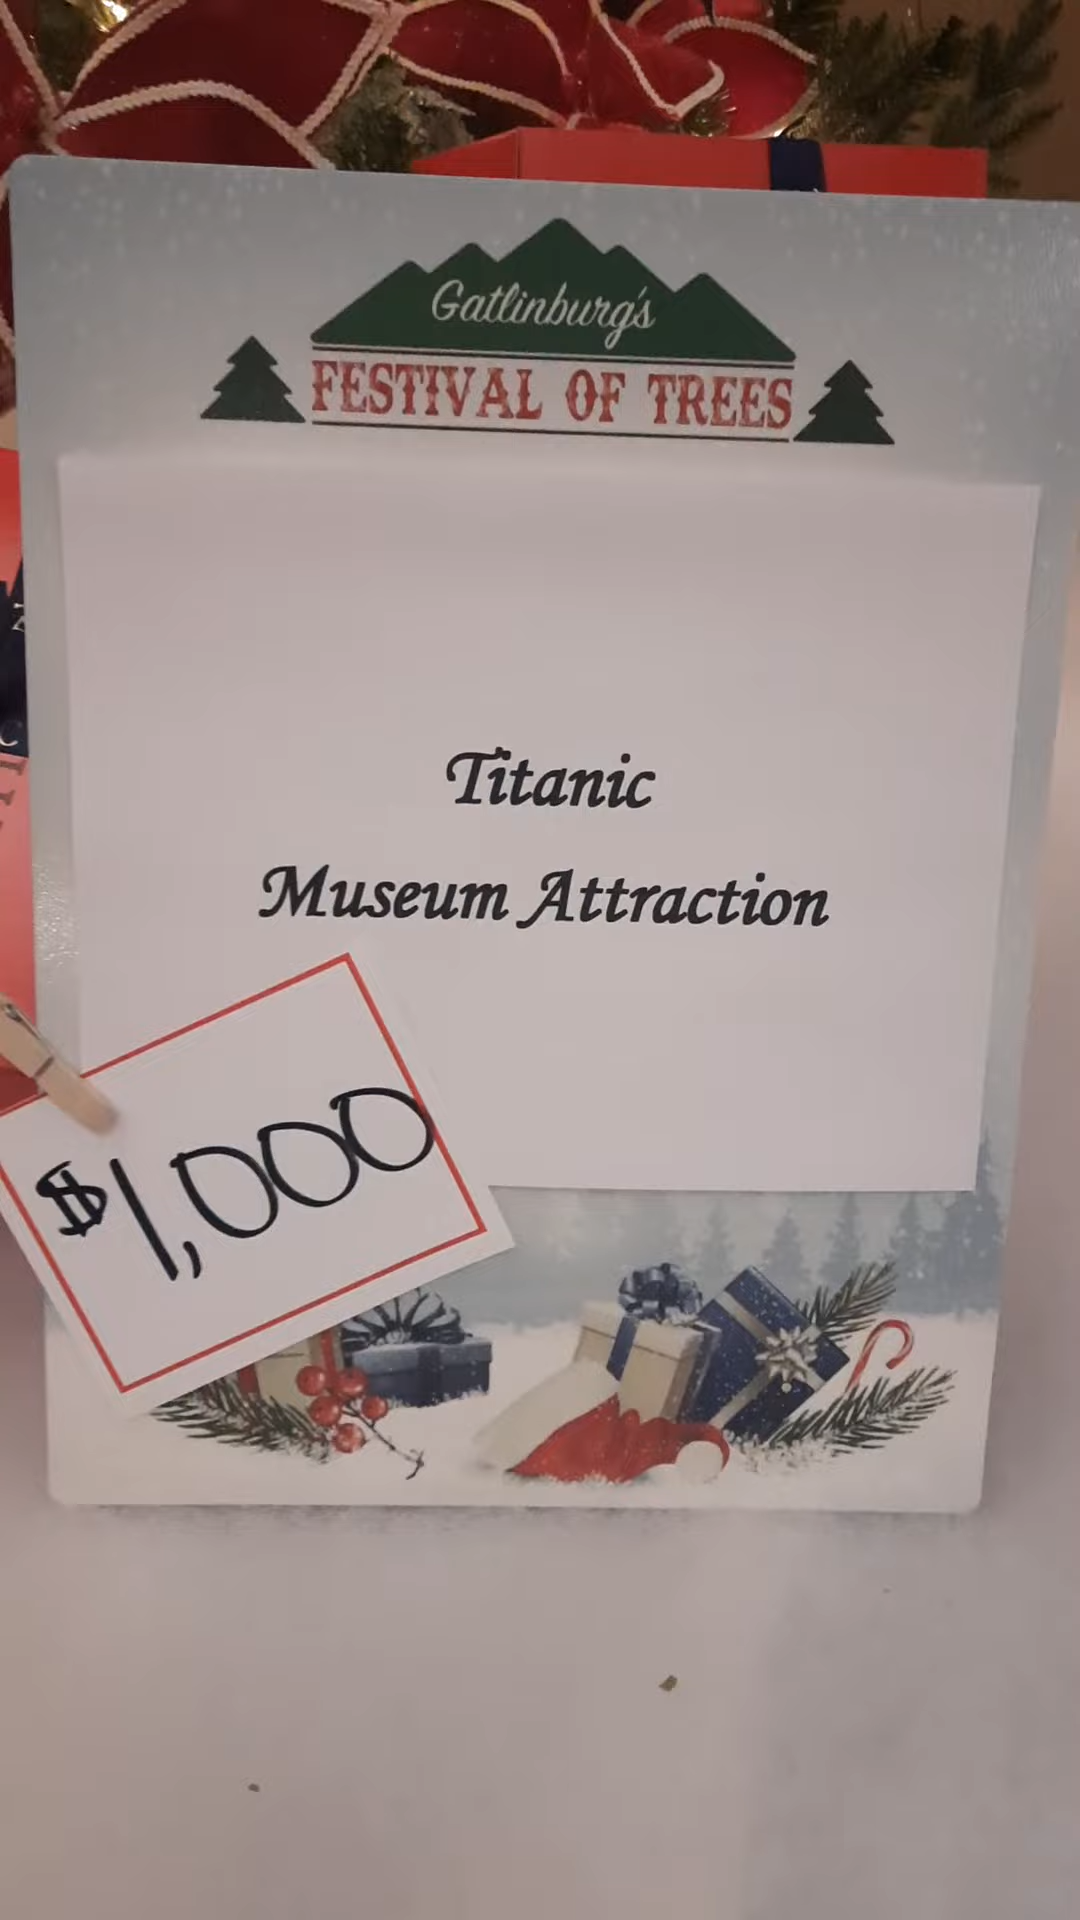 Gatlinburg's
FESTIVAL OF TREES
Titanic
Museum Attraction
$1,000